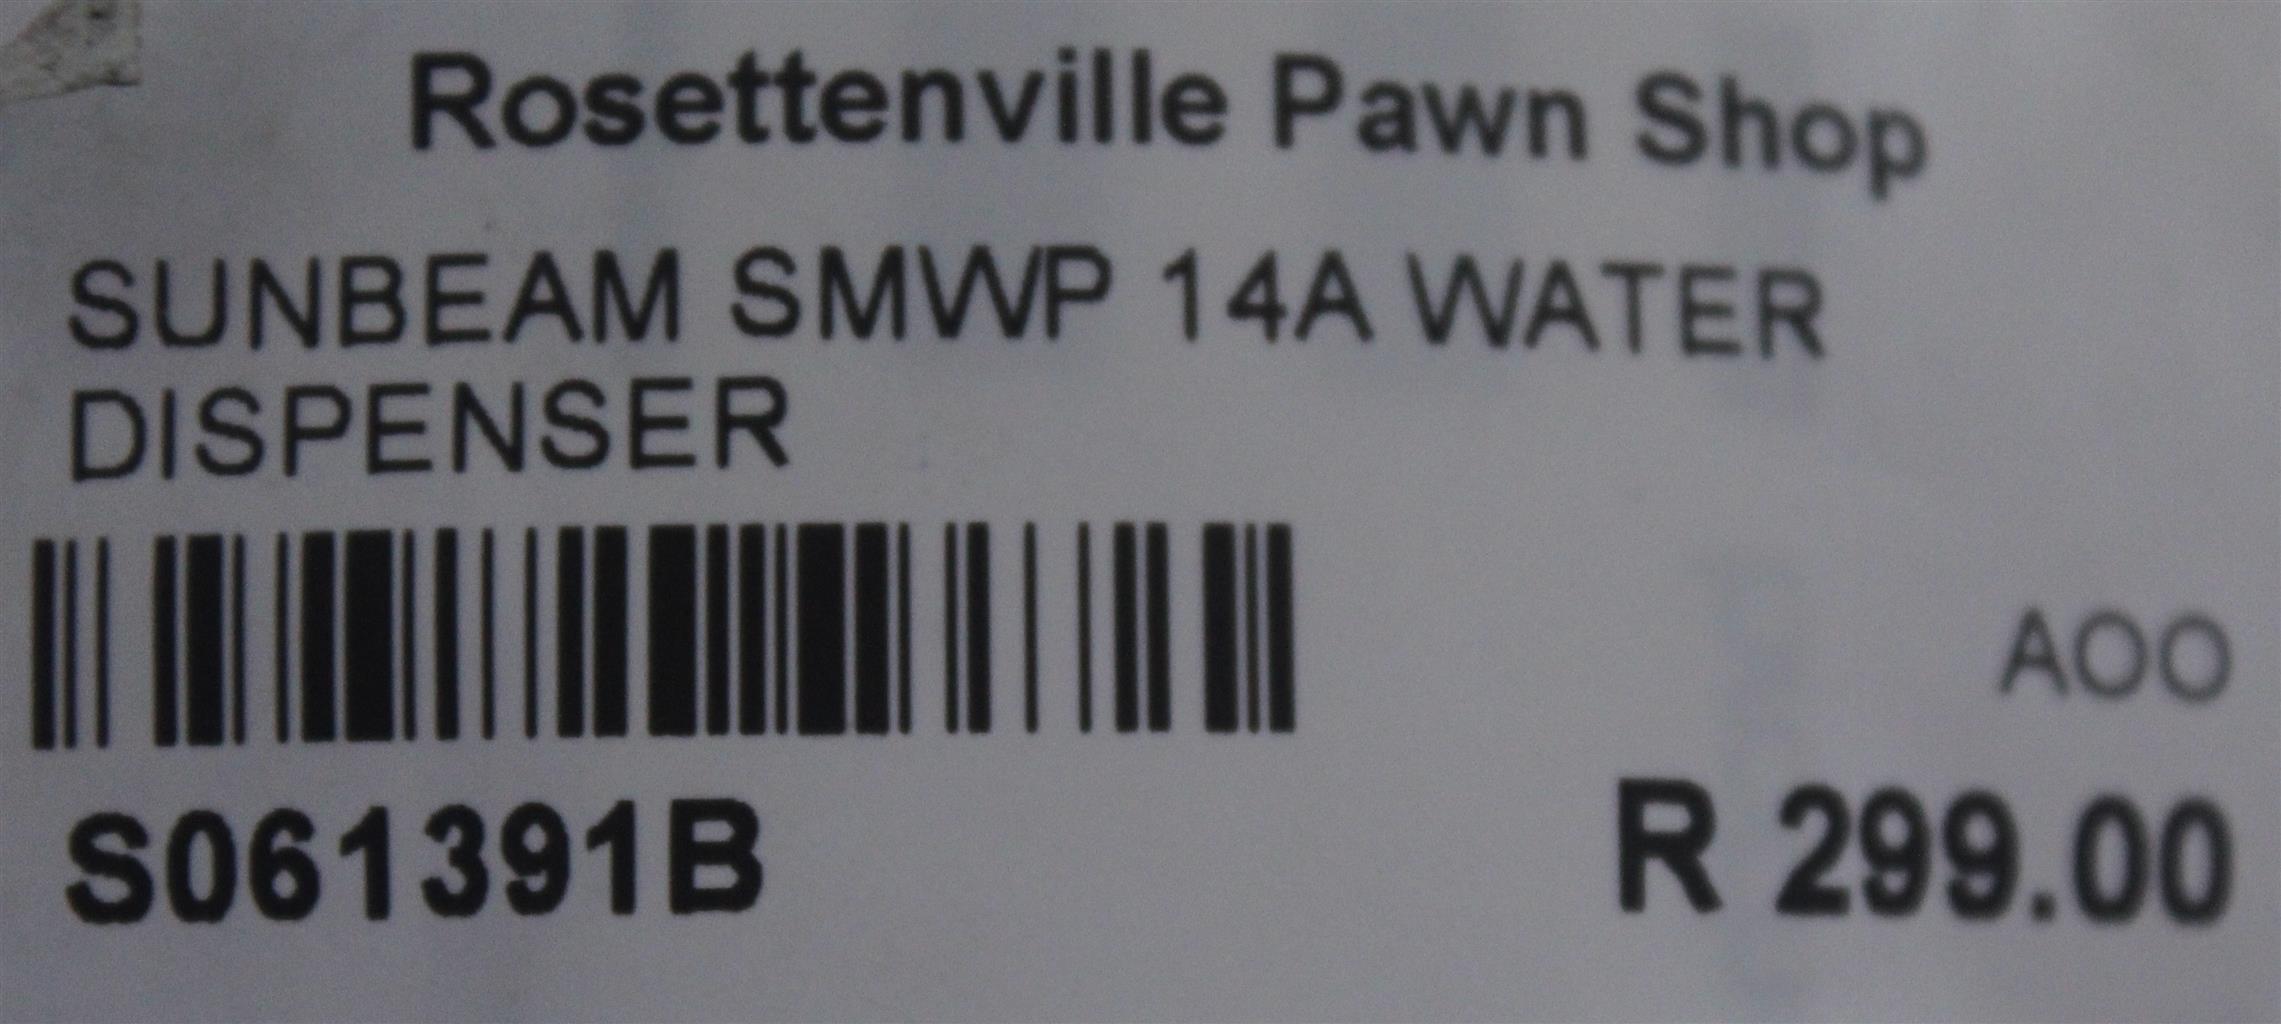 Rosettenville Pawn Shop
SUNBEAM SMWP 14A WATER
DISPENSER
AOO
S061391B R 299.00